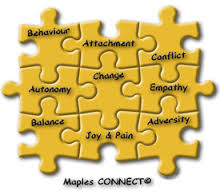 Behaviour
Attachment
Conflict
Change
Autonomy
Empathy
Balance
Adversity
Joy & Pain
Maples CONNECT©